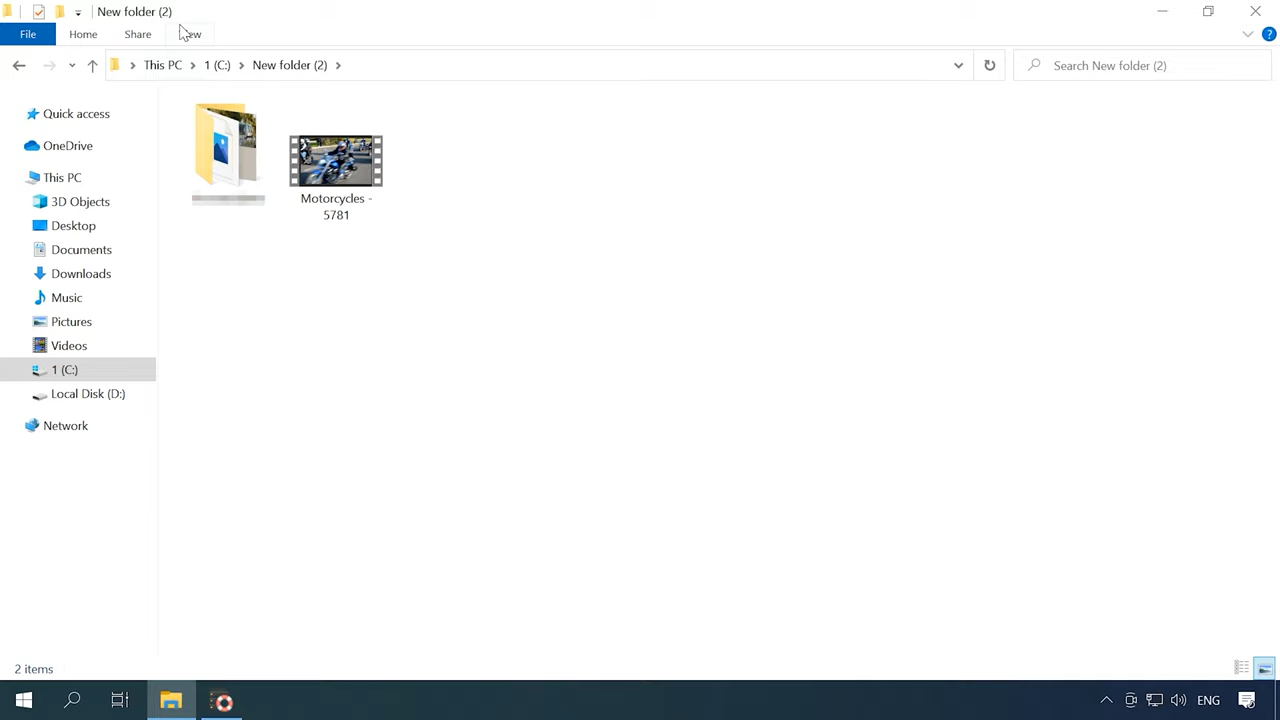 New folder (2)
File Home Share View
This PC 1 (C:) New folder (2) Search New folder (2)
Quick access
OneDrive
This PC
3D Objects
Desktop
Documents
Downloads
Music
Pictures
Videos
1 (C:)
Local Disk (D:)
Network
Motorcycles -
5781
2 items
ENG